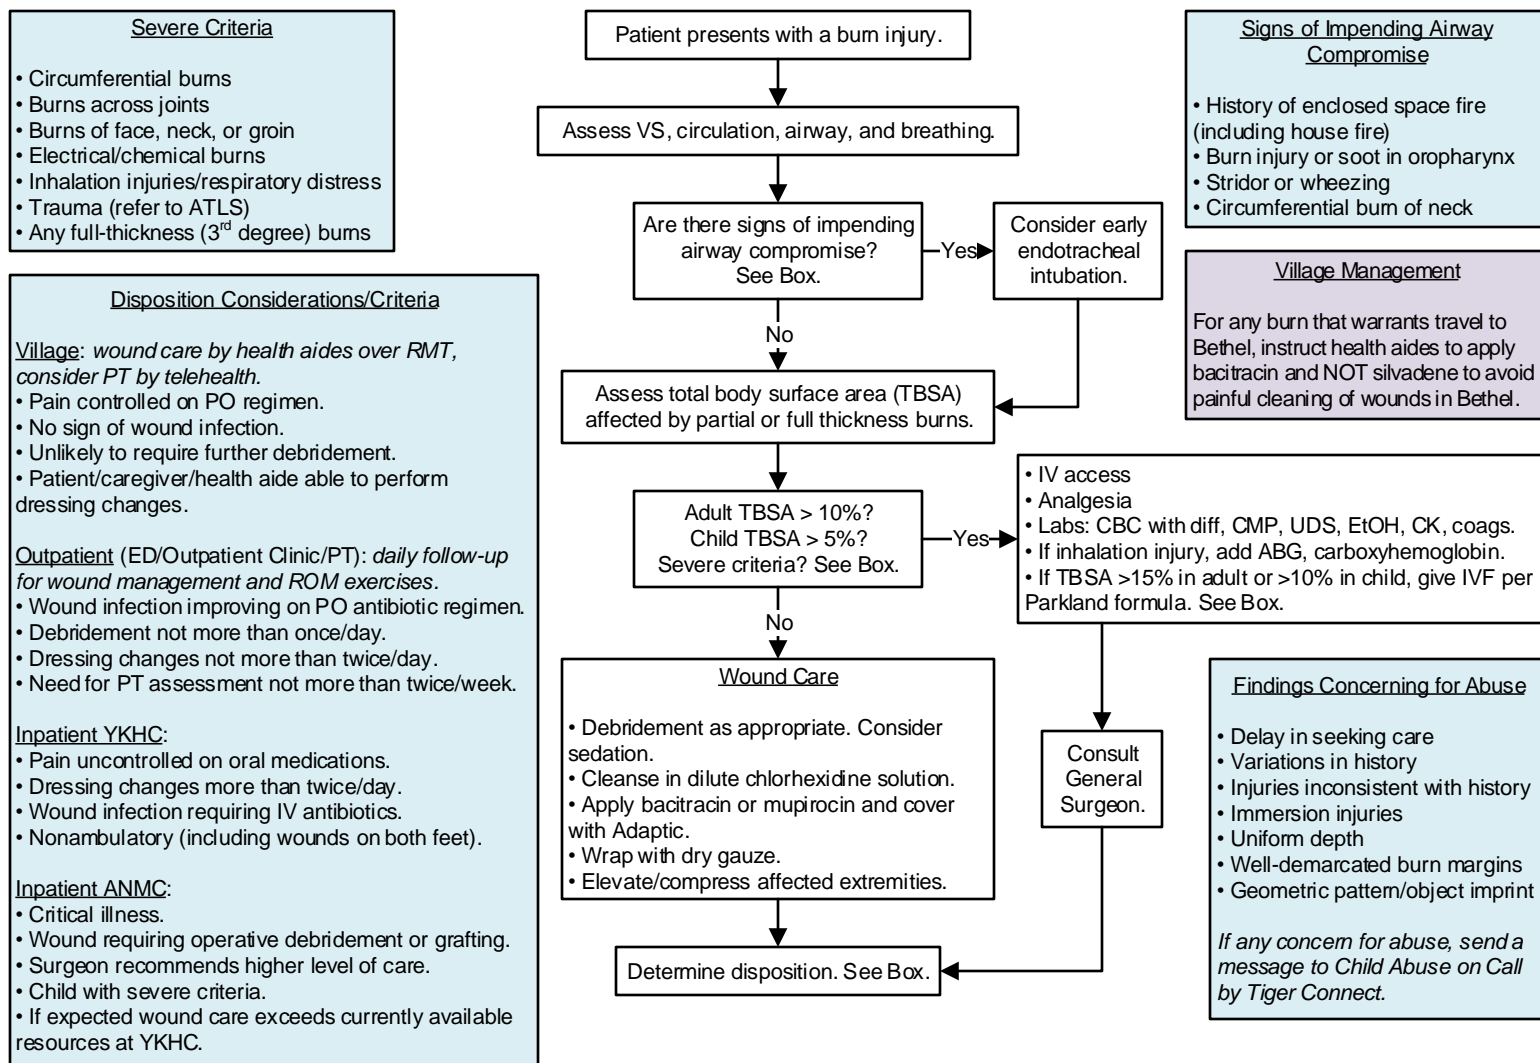 Severe Criteria
• Circumferential burns
• Burns across joints
• Burns of face, neck, or groin
• Electrical/chemical burns
• Inhalation injuries/respiratory distress
• Trauma (refer to ATLS)
• Any full-thickness (3rd degree) burns
Disposition Considerations/Criteria
Village: wound care by health aides over RMT,
consider PT by telehealth.
• Pain controlled on PO regimen.
• No sign of wound infection.
• Unlikely to require further debridement.
• Patient/caregiver/health aide able to perform
dressing changes.
Outpatient (ED/Outpatient Clinic/PT): daily follow-up
for wound management and ROM exercises.
• Wound infection improving on PO antibiotic regimen.
• Debridement not more than once/day.
• Dressing changes not more than twice/day.
• Need for PT assessment not more than twice/week.
Inpatient YKHC:
• Pain uncontrolled on oral medications.
• Dressing changes more than twice/day.
• Wound infection requiring IV antibiotics.
• Nonambulatory (including wounds on both feet).
Inpatient ANMC:
• Critical illness.
• Wound requiring operative debridement or grafting.
• Surgeon recommends higher level of care.
• Child with severe criteria.
• If expected wound care exceeds currently available
resources at YKHC.
Patient presents with a burn injury.
Assess VS, circulation, airway, and breathing.
Are there signs of impending
airway compromise?
See Box.
Yes
Consider early
endotracheal
intubation.
No
Assess total body surface area (TBSA)
affected by partial or full thickness burns.
Adult TBSA > 10%?
Child TBSA > 5%?
Severe criteria? See Box.
Yes
• IV access
• Analgesia
• Labs: CBC with diff, CMP, UDS, EtOH, CK, coags.
• If inhalation injury, add ABG, carboxyhemoglobin.
• If TBSA >15% in adult or >10% in child, give IVF per
Parkland formula. See Box.
No
Wound Care
• Debridement as appropriate. Consider
sedation.
• Cleanse in dilute chlorhexidine solution.
• Apply bacitracin or mupirocin and cover
with Adaptic.
• Wrap with dry gauze.
• Elevate/compress affected extremities.
Consult
General
Surgeon.
Determine disposition. See Box.
Signs of Impending Airway
Compromise
• History of enclosed space fire
(including house fire)
• Burn injury or soot in oropharynx
• Stridor or wheezing
• Circumferential burn of neck
Village Management
For any burn that warrants travel to
Bethel, instruct health aides to apply
bacitracin and NOT silvadene to avoid
painful cleaning of wounds in Bethel.
Findings Concerning for Abuse
• Delay in seeking care
• Variations in history
• Injuries inconsistent with history
• Immersion injuries
• Uniform depth
• Well-demarcated burn margins
• Geometric pattern/object imprint
If any concern for abuse, send a
message to Child Abuse on Call
by Tiger Connect.